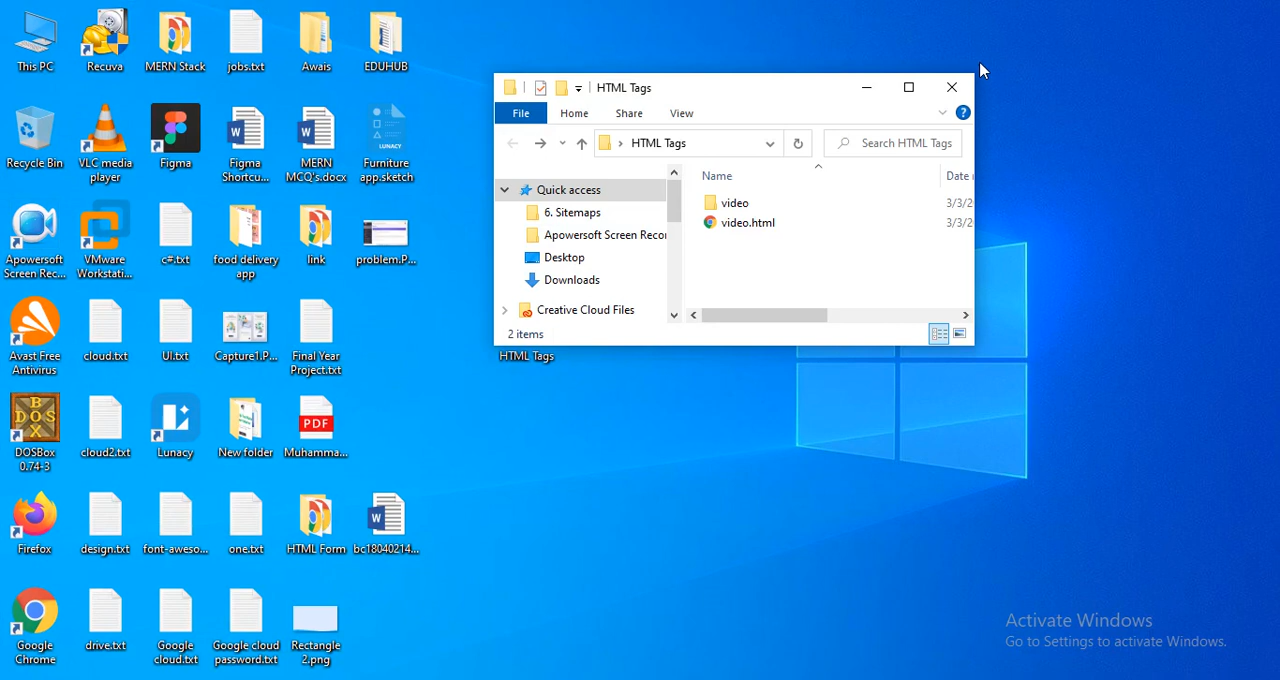 This PC
Recuva
MERN Stack
jobs.txt
Awais
EDUHUB
Recycle Bin
VLC media
player
Figma
Figma
Shortcu...
MERN
MCQ's.docx
LUNACY
Furniture
app.sketch
Apowersoft
Screen Rec...
VMware
Workstati...
c#.txt
food delivery
app
link
problem.P...
Avast Free
Antivirus
cloud.txt
UI.txt
Capture1.P...
Final Year
Project.txt
DOSBox
0.74-3
cloud2.txt
Lunacy
New folder
PDF
Muhamma...
Firefox
design.txt
font-aweso...
one.txt
HTML Form
bc18040214...
Google
Chrome
drive.txt
Google
cloud.txt
Google cloud
password.txt
Rectangle
2.png
HTML Tags
File Home Share View
HTML Tags
Search HTML Tags
Quick access
6. Sitemaps
Apowersoft Screen Recor
Desktop
Downloads
Creative Cloud Files
Name Date
video 3/3/2
video.html 3/3/2
2 items
HTML Tags
Activate Windows
Go to Settings to activate Windows.